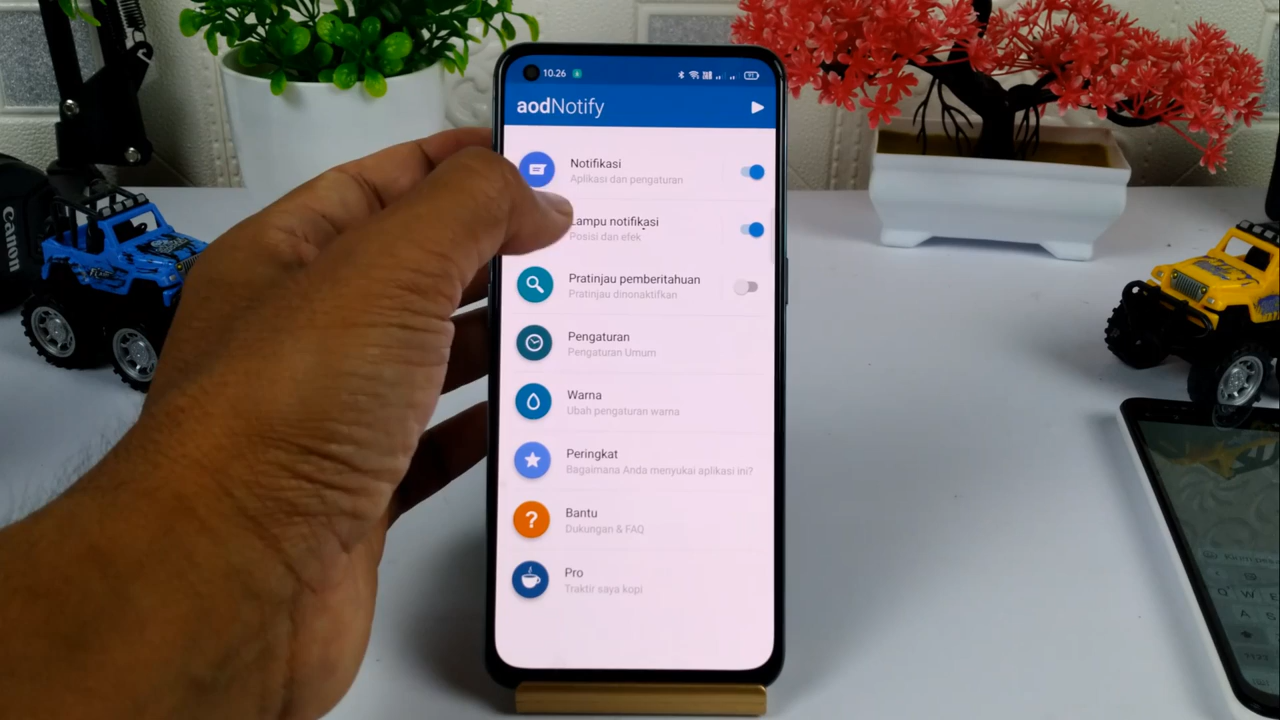 10.26
aodNotify
Notifikasi
Aplikasi dan pengaturan
Lampu notifikasi
Posisi dan efek
Pratinjau pemberitahuan
Pratinjau dinonaktifkan
Pengaturan
Pengaturan Umum
Warna
Ubah pengaturan warna
Peringkat
Bagaimana Anda menyukai aplikasi ini?
Bantu
Dukungan & FAQ
Pro
Traktir saya kopi
Canon